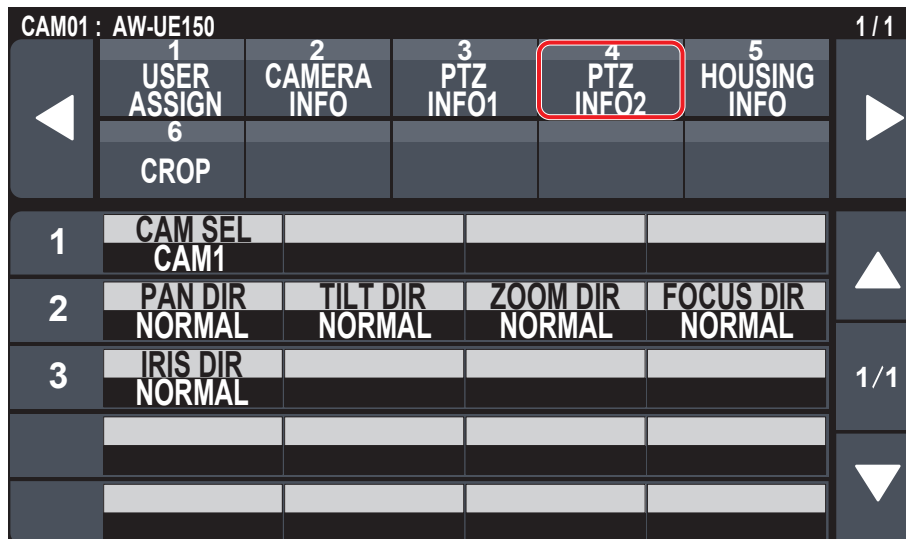 CAM01 : AW-UE150 1 / 1
1 2 3 4 5
USER CAMERA PTZ PTZ HOUSING
ASSIGN INFO INFO1 INFO2 INFO
6
CROP
1 CAM SEL
CAM1
2 PAN DIR TILT DIR ZOOM DIR FOCUS DIR
NORMAL NORMAL NORMAL NORMAL
3 IRIS DIR 1/1
NORMAL